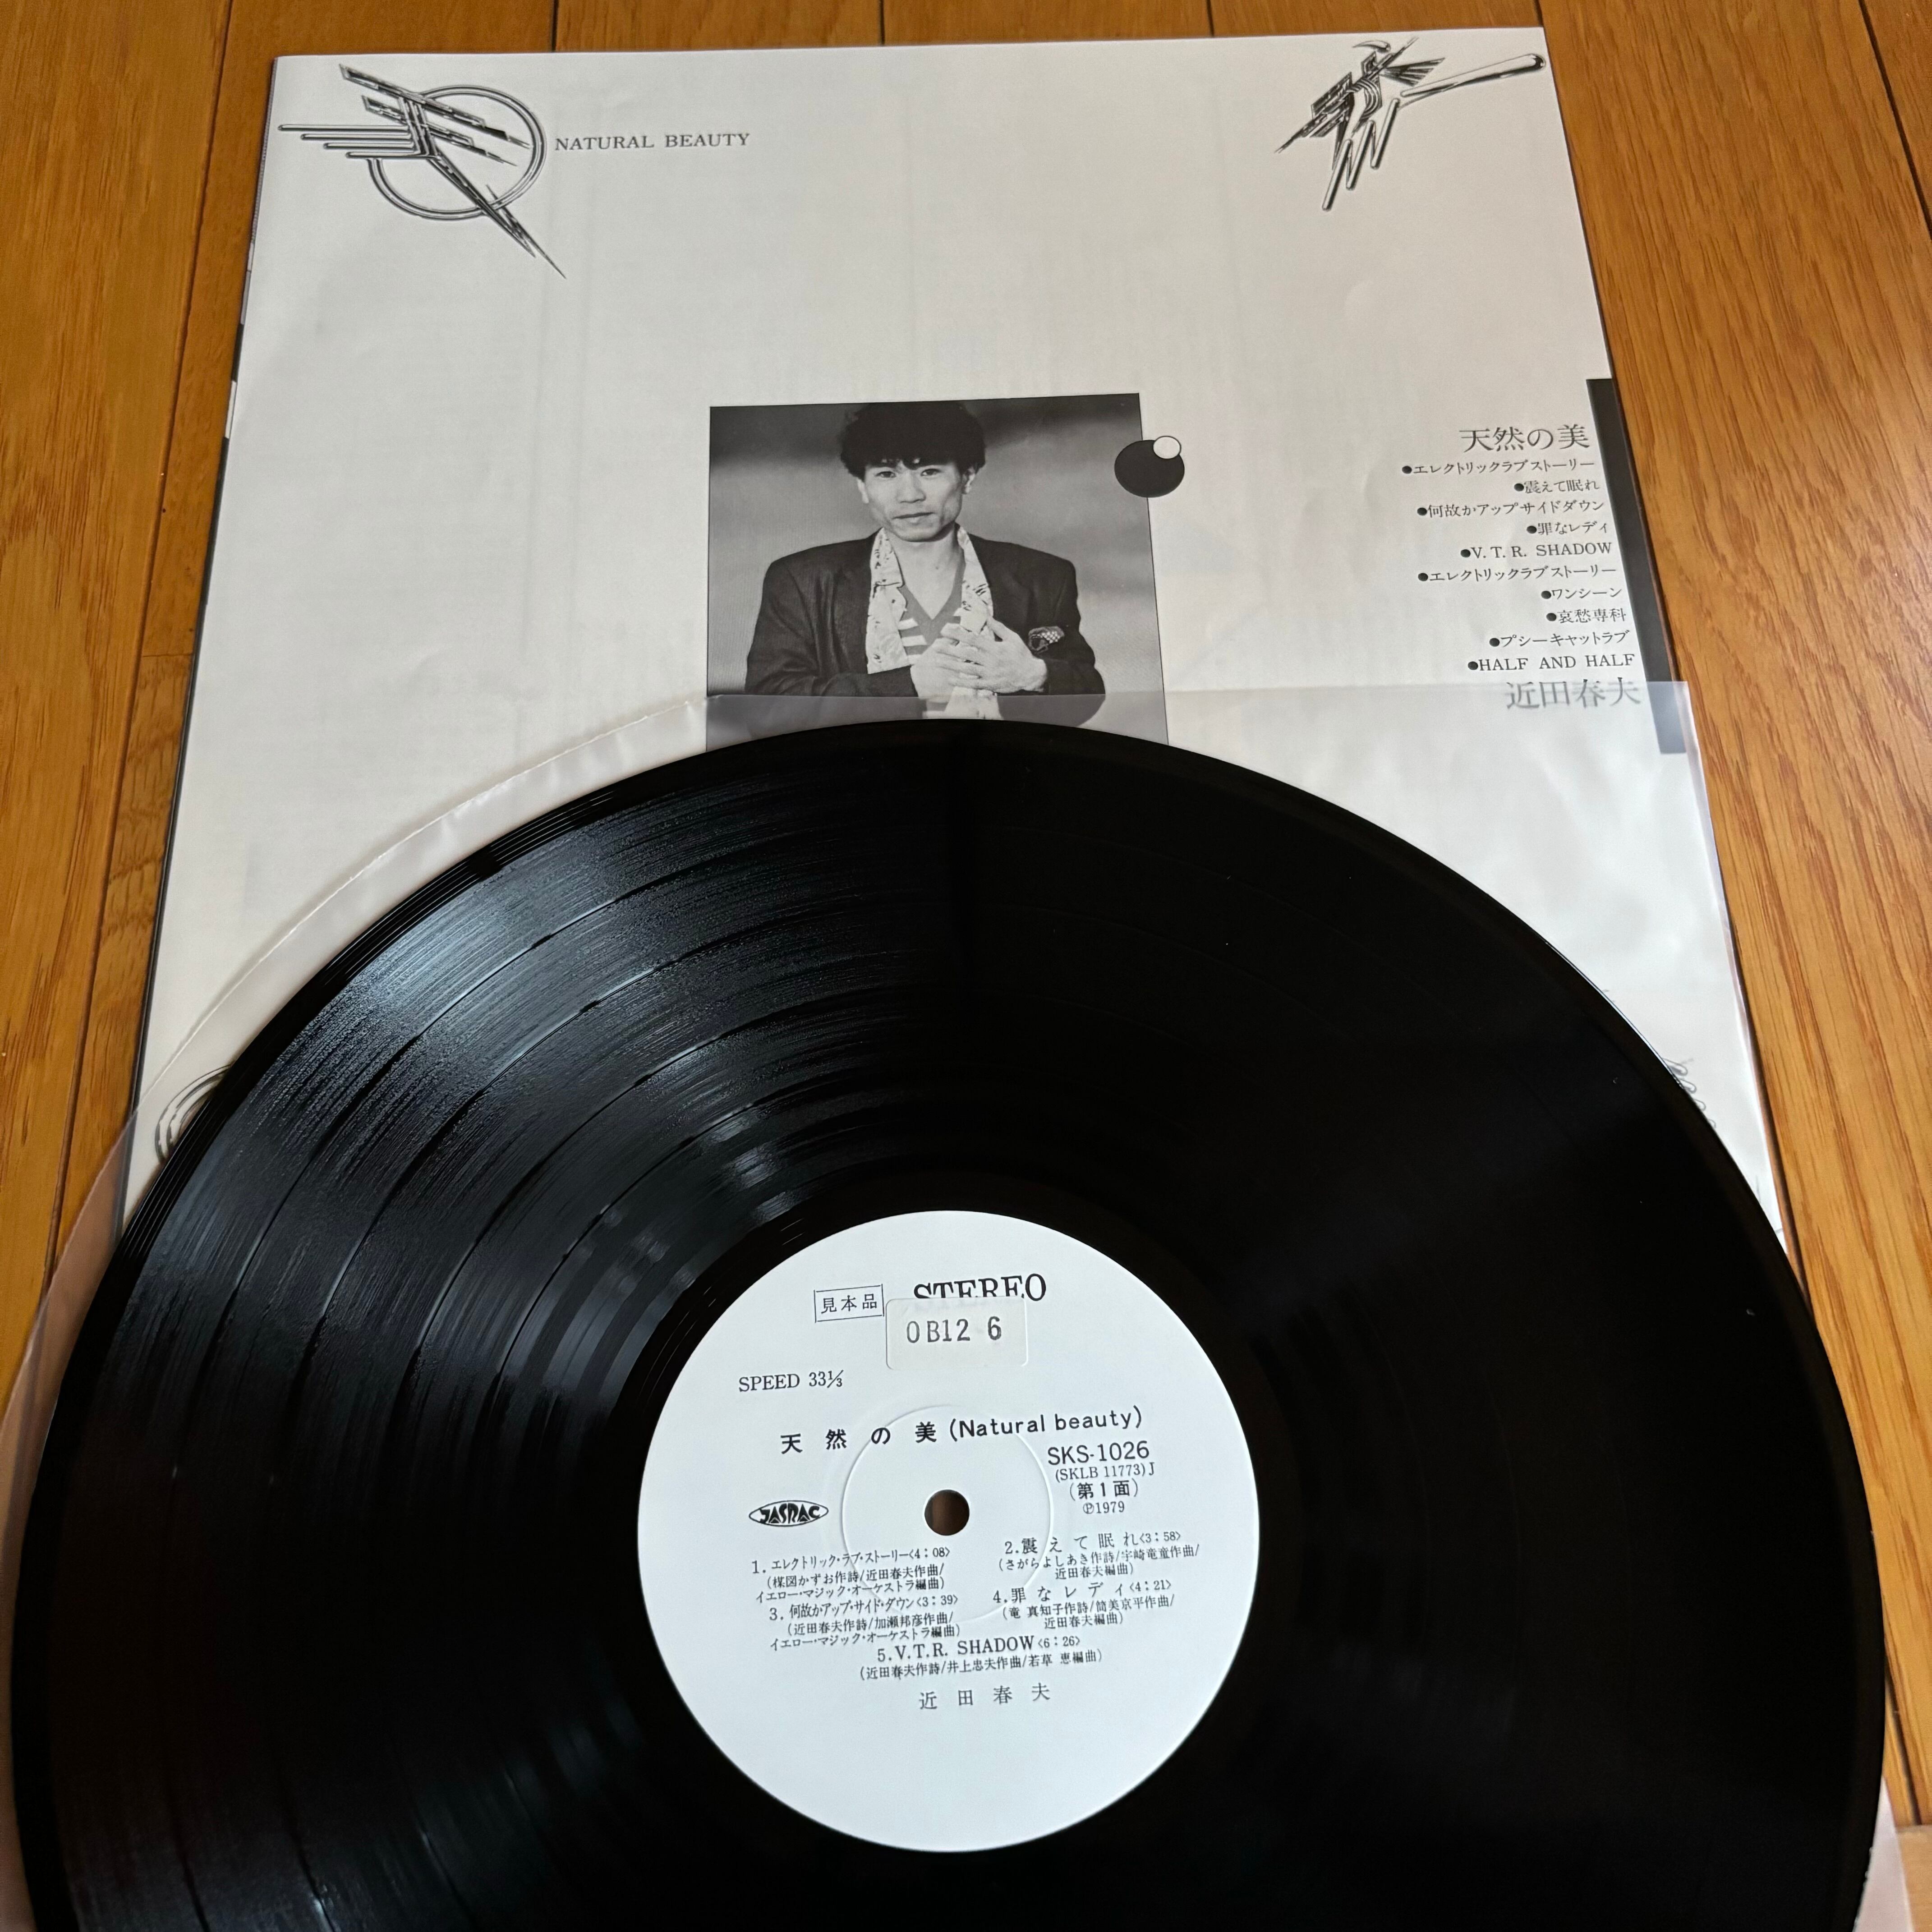 NATURAL BEAUTY
天然の美
●エレクトリックラブストーリー
●震えて眠れ
●何故かアップサイドダウン
●罪なレディ
●V. T. R. SHADOW
●エレクトリックラブストーリー
●ワンシーン
●哀愁専科
●プシーキャットラブ
●HALF AND HALF
近田春夫
見本品 STEREO
0B12 6
SPEED 33⅓
天然の美(Natural beauty)
SKS-1026
(SKLB 11773)J
(第1面)
Ⓟ1979
JASRAC
1.エレクトリック・ラブ・ストーリー〈4：08〉
(楳図かずお作詩/近田春夫作曲/
イエロー・マジック・オーケストラ編曲)
2.震えて眠れ〈3：58〉
(さがらよしあき作詩/宇崎竜童作曲/
近田春夫編曲)
3.何故かアップ・サイド・ダウン〈3：39〉
(近田春夫作詩/加瀬邦彦作曲/
イエロー・マジック・オーケストラ編曲)
4.罪なレディ〈4：21〉
(竜 真知子作詩/筒美京平作曲/
近田春夫編曲)
5.V.T.R. SHADOW〈6：26〉
(近田春夫作詩/井上忠夫作曲/若草 恵編曲)
近田春夫